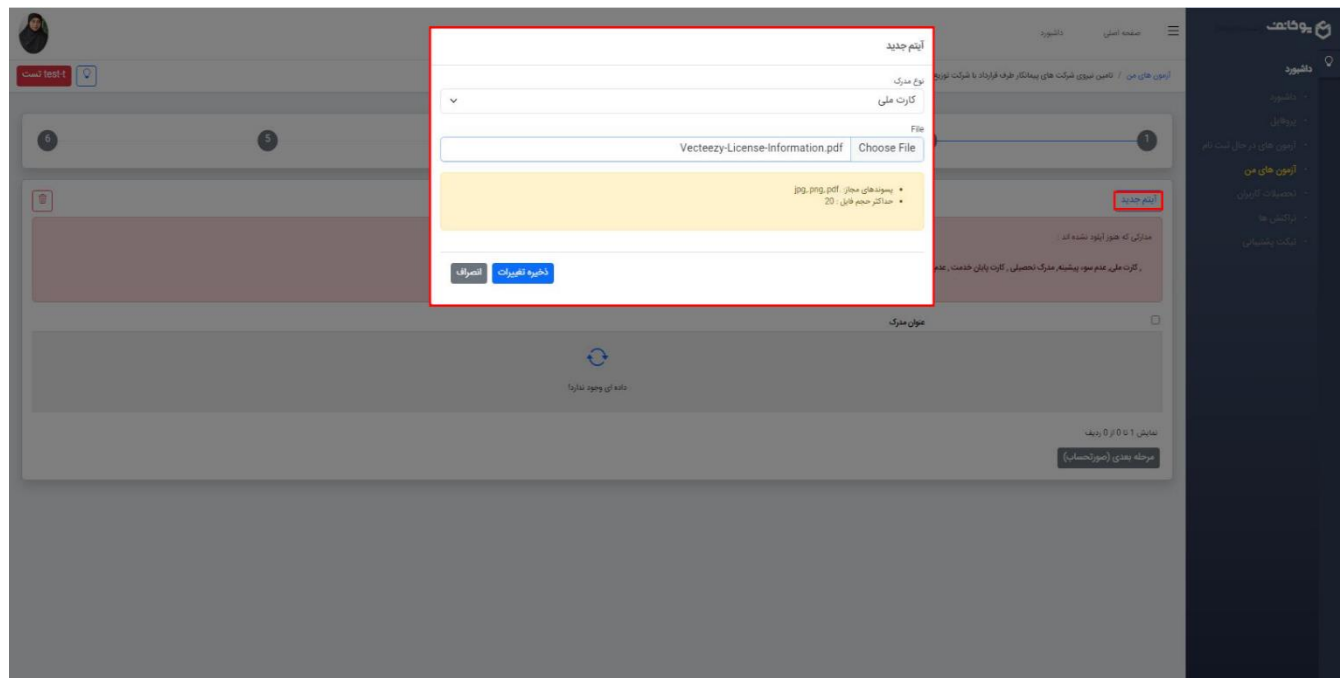 پوکانت
صفحه اصلی
داشبورد
داشبورد
داشبورد
پروفایل
آزمون های در حال ثبت نام
آزمون های من
تحصیلات کاربران
تراکنش ها
تیکت پشتیبانی
آزمون های من / تامین نیروی شرکت های پیمانکار طرف قرارداد با شرکت توزیع
test-t تست
1
5
6
آیتم جدید
مدارکی که هنوز آپلود نشده اند :
, کارت ملی, عدم سوء پیشینه, مدرک تحصیلی , کارت پایان خدمت , عدم
آیتم جدید
نوع مدرک
کارت ملی
File
Choose File Vecteezy-License-Information.pdf
پسوندهای مجاز: jpg,.png,.pdf.
حداکثر حجم فایل : 20
ذخیره تغییرات
انصراف
عنوان مدرک
داده ای وجود ندارد!
نمایش 1 تا 0 از 0 ردیف
مرحله بعدی (صورتحساب)